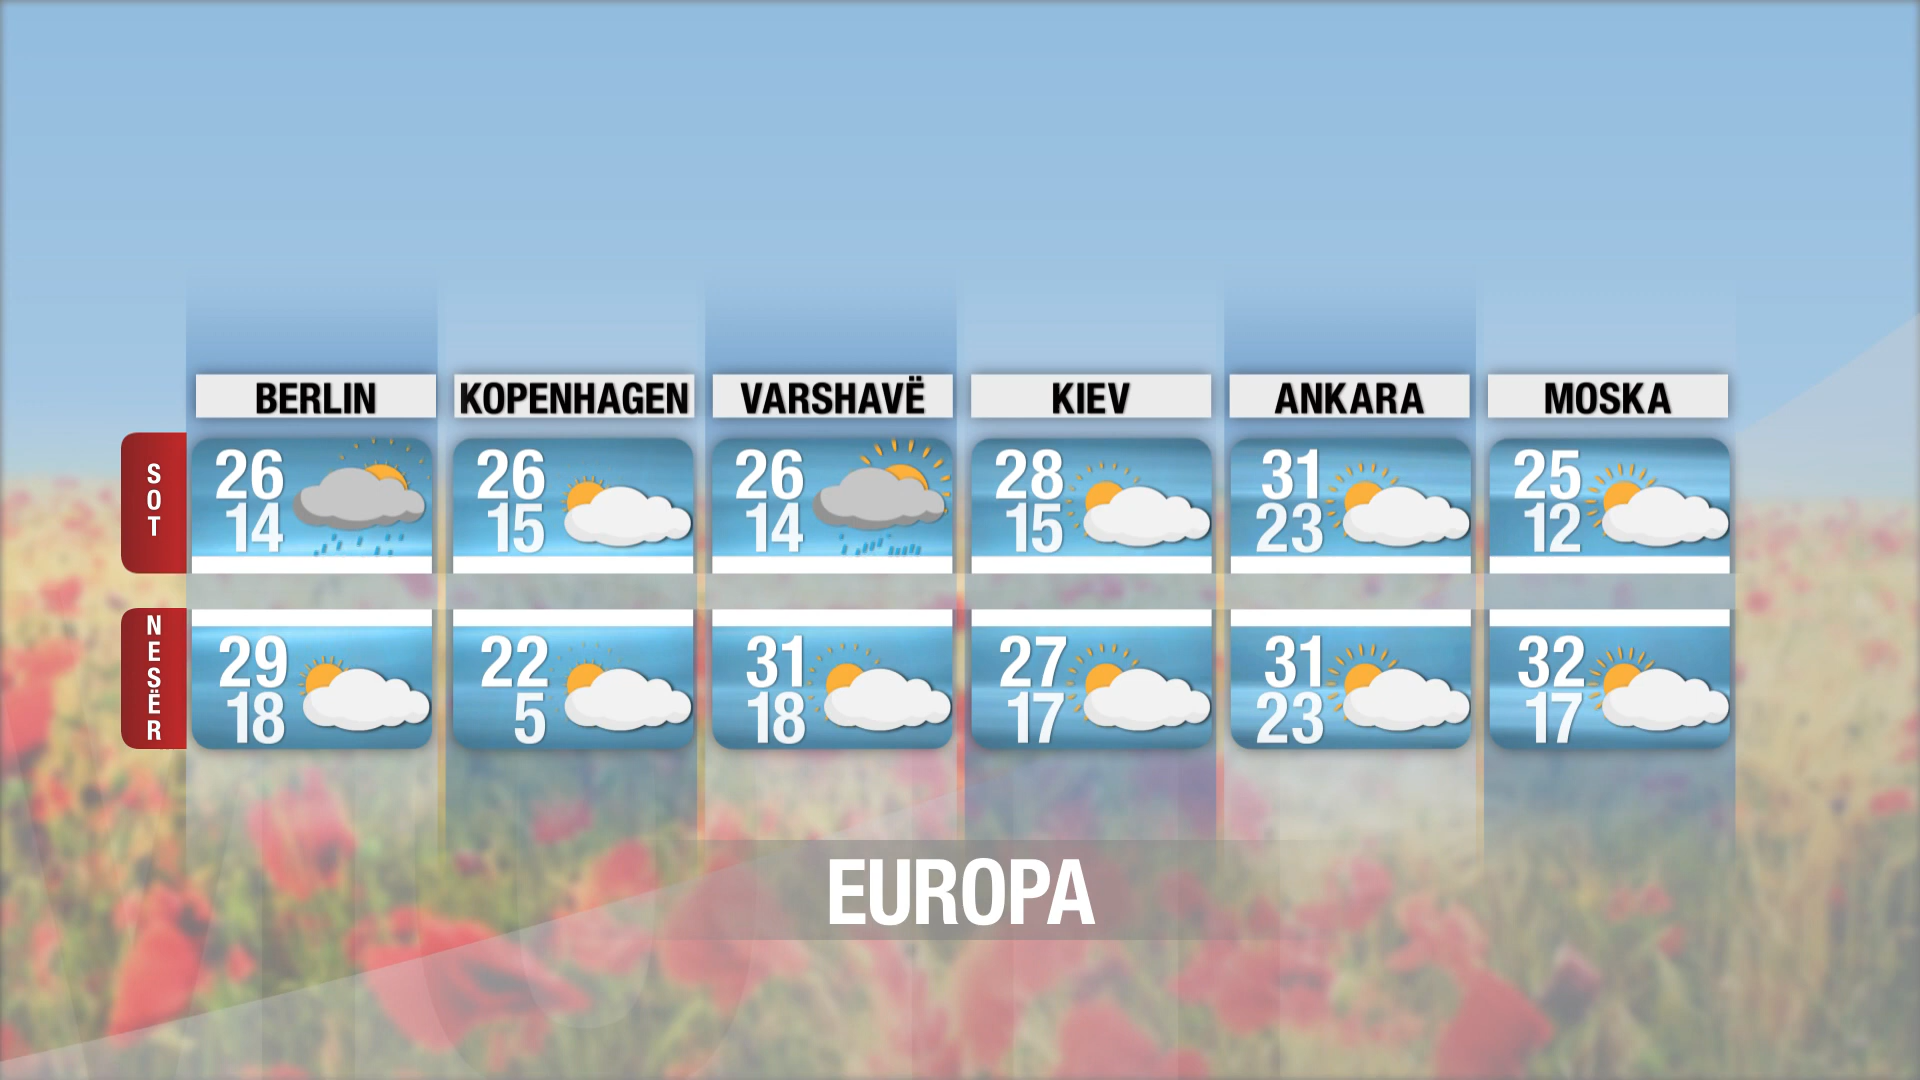 BERLIN KOPENHAGEN VARSHAVË KIEV ANKARA MOSKA
SOT
26 26 26 28 31 25
14 15 14 15 23 12
NESËR
29 22 31 27 31 32
18 5 18 17 23 17
EUROPA